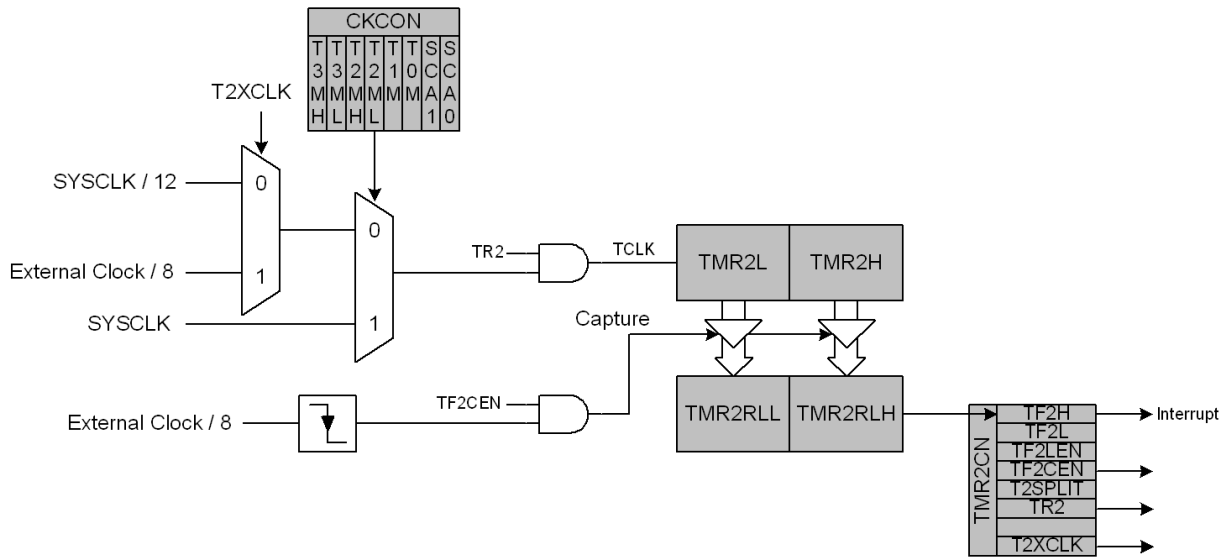 CKCON
T3MH T3ML T2MH T2ML T1M T0M SCA1 SCA0
T2XCLK
SYSCLK / 12
0
External Clock / 8
1
0
SYSCLK
1
TR2
TCLK
TMR2L
TMR2H
Capture
External Clock / 8
TF2CEN
TMR2RLL
TMR2RLH
TMR2CN
TF2H
Interrupt
TF2L
TF2LEN
TF2CEN
T2SPLIT
TR2
T2XCLK